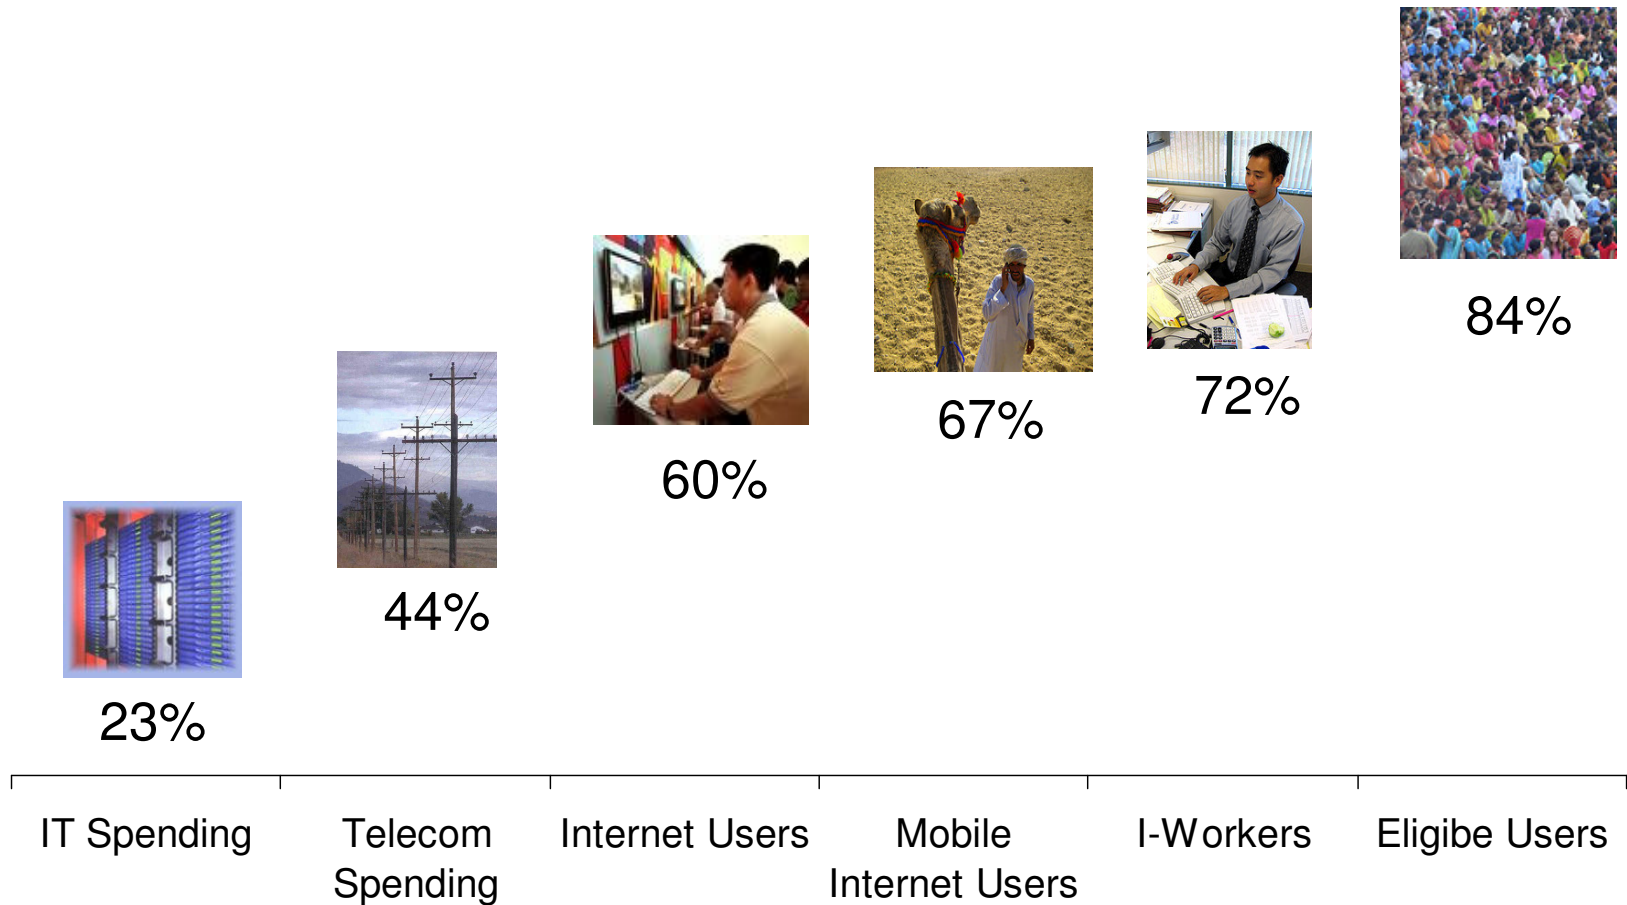 84%
72%
67%
60%
44%
23%
IT Spending
Telecom
Spending
Internet Users
Mobile
Internet Users
I-Workers
Eligibe Users